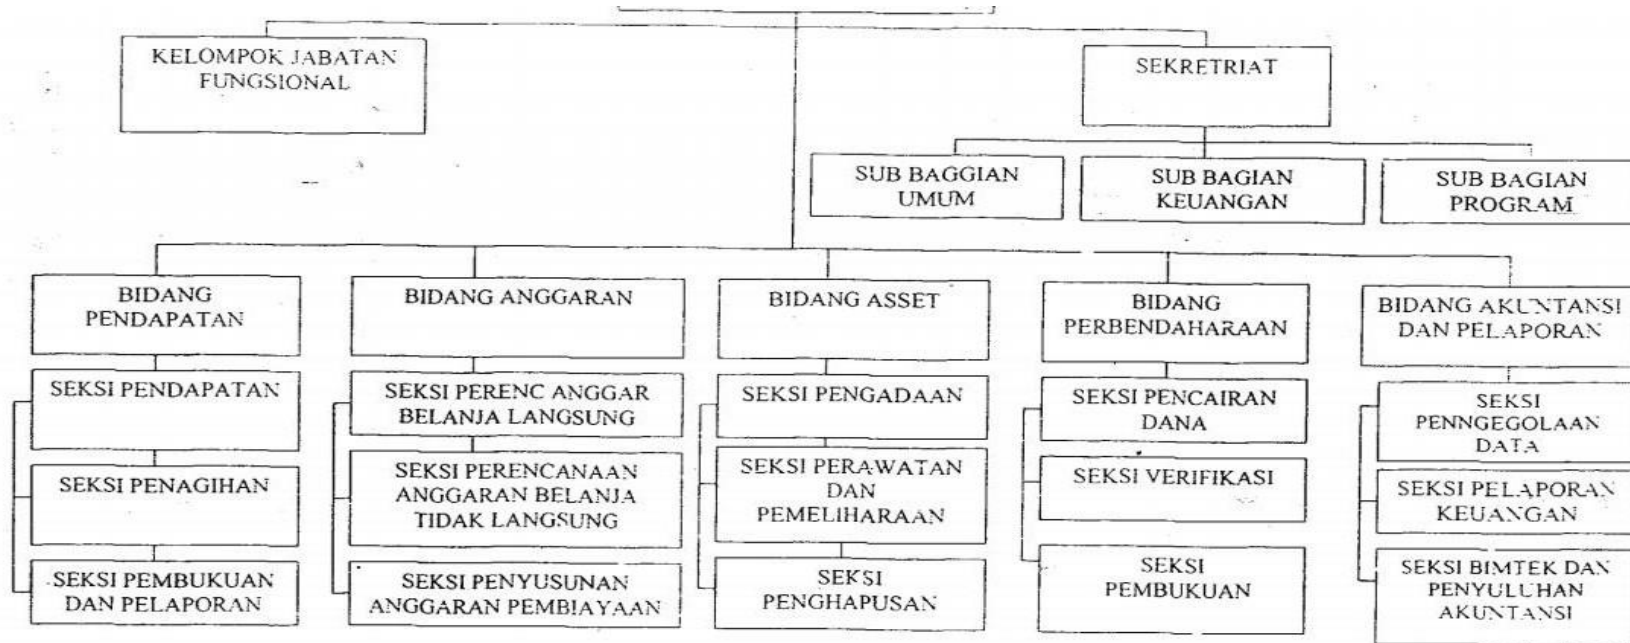 KELOMPOK JABATAN
FUNGSIONAL
SEKRETRIAT
SUB BAGGIAN
UMUM
SUB BAGIAN
KEUANGAN
SUB BAGIAN
PROGRAM
BIDANG
PENDAPATAN
BIDANG ANGGARAN
BIDANG ASSET
BIDANG
PERBENDAHARAAN
BIDANG AKUNTANSI
DAN PELAPORAN
SEKSI PENDAPATAN
SEKSI PERENC ANGGAR
BELANJA LANGSUNG
SEKSI PENGADAAN
SEKSI PENCAIRAN
DANA
SEKSI
PENNGEGOLAAN
DATA
SEKSI PENAGIHAN
SEKSI PERENCANAAN
ANGGARAN BELANJA
TIDAK LANGSUNG
SEKSI PERAWATAN
DAN
PEMELIHARAAN
SEKSI VERIFIKASI
SEKSI PELAPORAN
KEUANGAN
SEKSI PEMBUKUAN
DAN PELAPORAN
SEKSI PENYUSUNAN
ANGGARAN PEMBIAYAAN
SEKSI
PENGHAPUSAN
SEKSI
PEMBUKUAN
SEKSI BIMTEK DAN
PENYULUHAN
AKUNTANSI